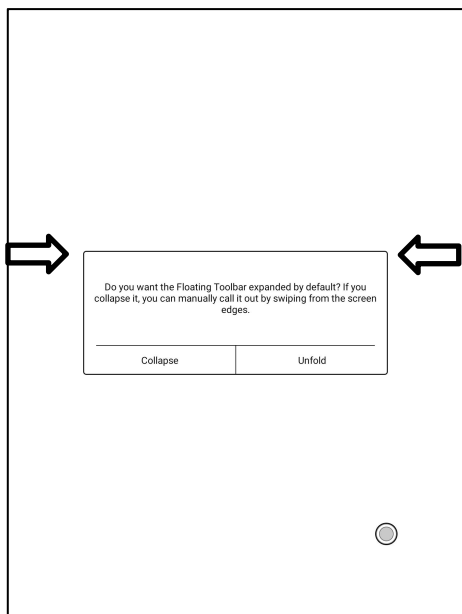 Do you want the Floating Toolbar expanded by default? If you
collapse it, you can manually call it out by swiping from the screen
edges.
Collapse
Unfold